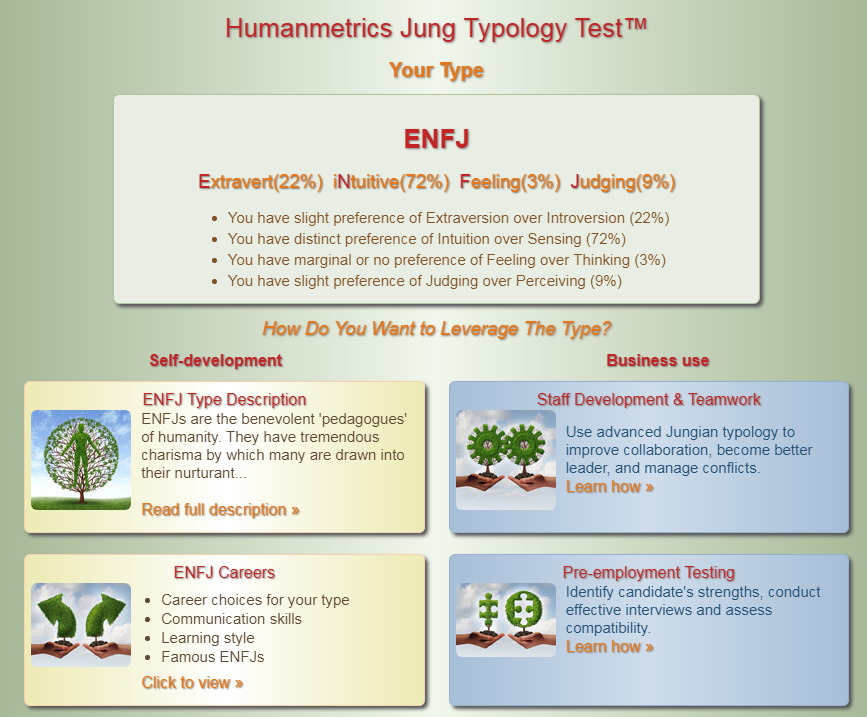 Humanmetrics Jung Typology Test™
Your Type
ENFJ
Extravert(22%) iNtuitive(72%) Feeling(3%) Judging(9%)
• You have slight preference of Extraversion over Introversion (22%)
• You have distinct preference of Intuition over Sensing (72%)
• You have marginal or no preference of Feeling over Thinking (3%)
• You have slight preference of Judging over Perceiving (9%)
How Do You Want to Leverage The Type?
Self-development
ENFJ Type Description
ENFJs are the benevolent 'pedagogues'
of humanity. They have tremendous
charisma by which many are drawn into
their nurturant...
Read full description »
ENFJ Careers
• Career choices for your type
• Communication skills
• Learning style
• Famous ENFJs
Click to view »
Business use
Staff Development & Teamwork
Use advanced Jungian typology to
improve collaboration, become better
leader, and manage conflicts.
Learn how »
Pre-employment Testing
Identify candidate's strengths, conduct
effective interviews and assess
compatibility.
Learn how »